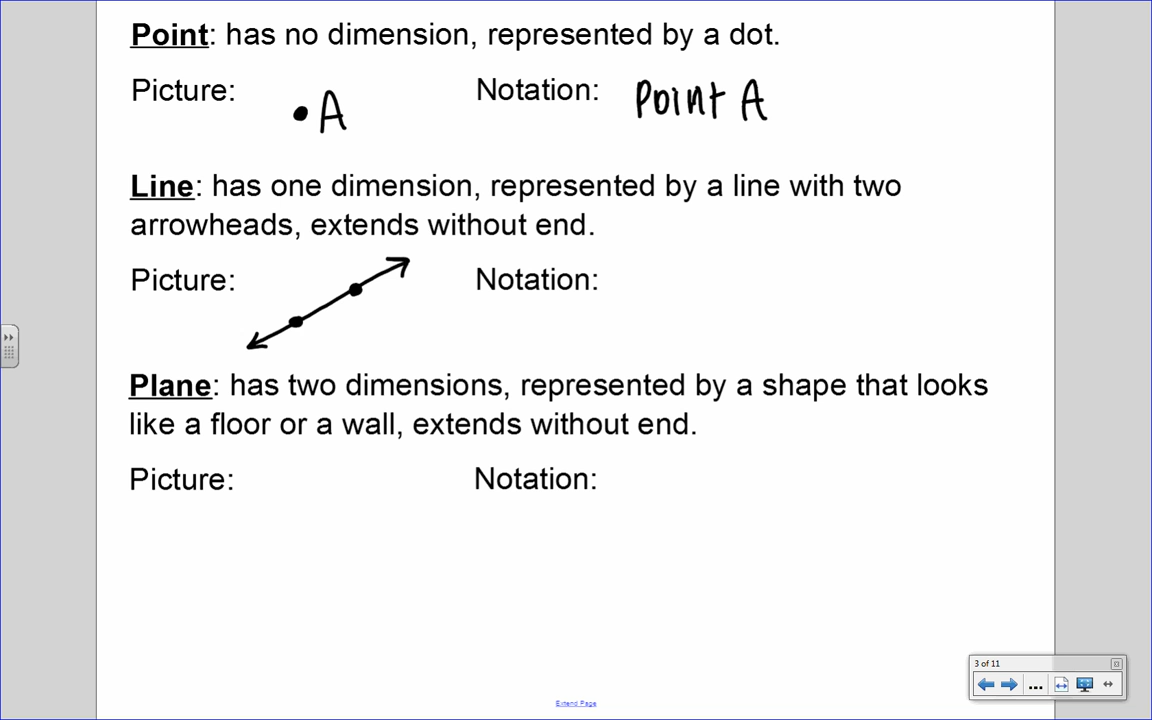 Point: has no dimension, represented by a dot.
Picture: •A Notation: Point A
Line: has one dimension, represented by a line with two
arrowheads, extends without end.
Picture: Notation:
Plane: has two dimensions, represented by a shape that looks
like a floor or a wall, extends without end.
Picture: Notation:
3 of 11
...
Extend Page